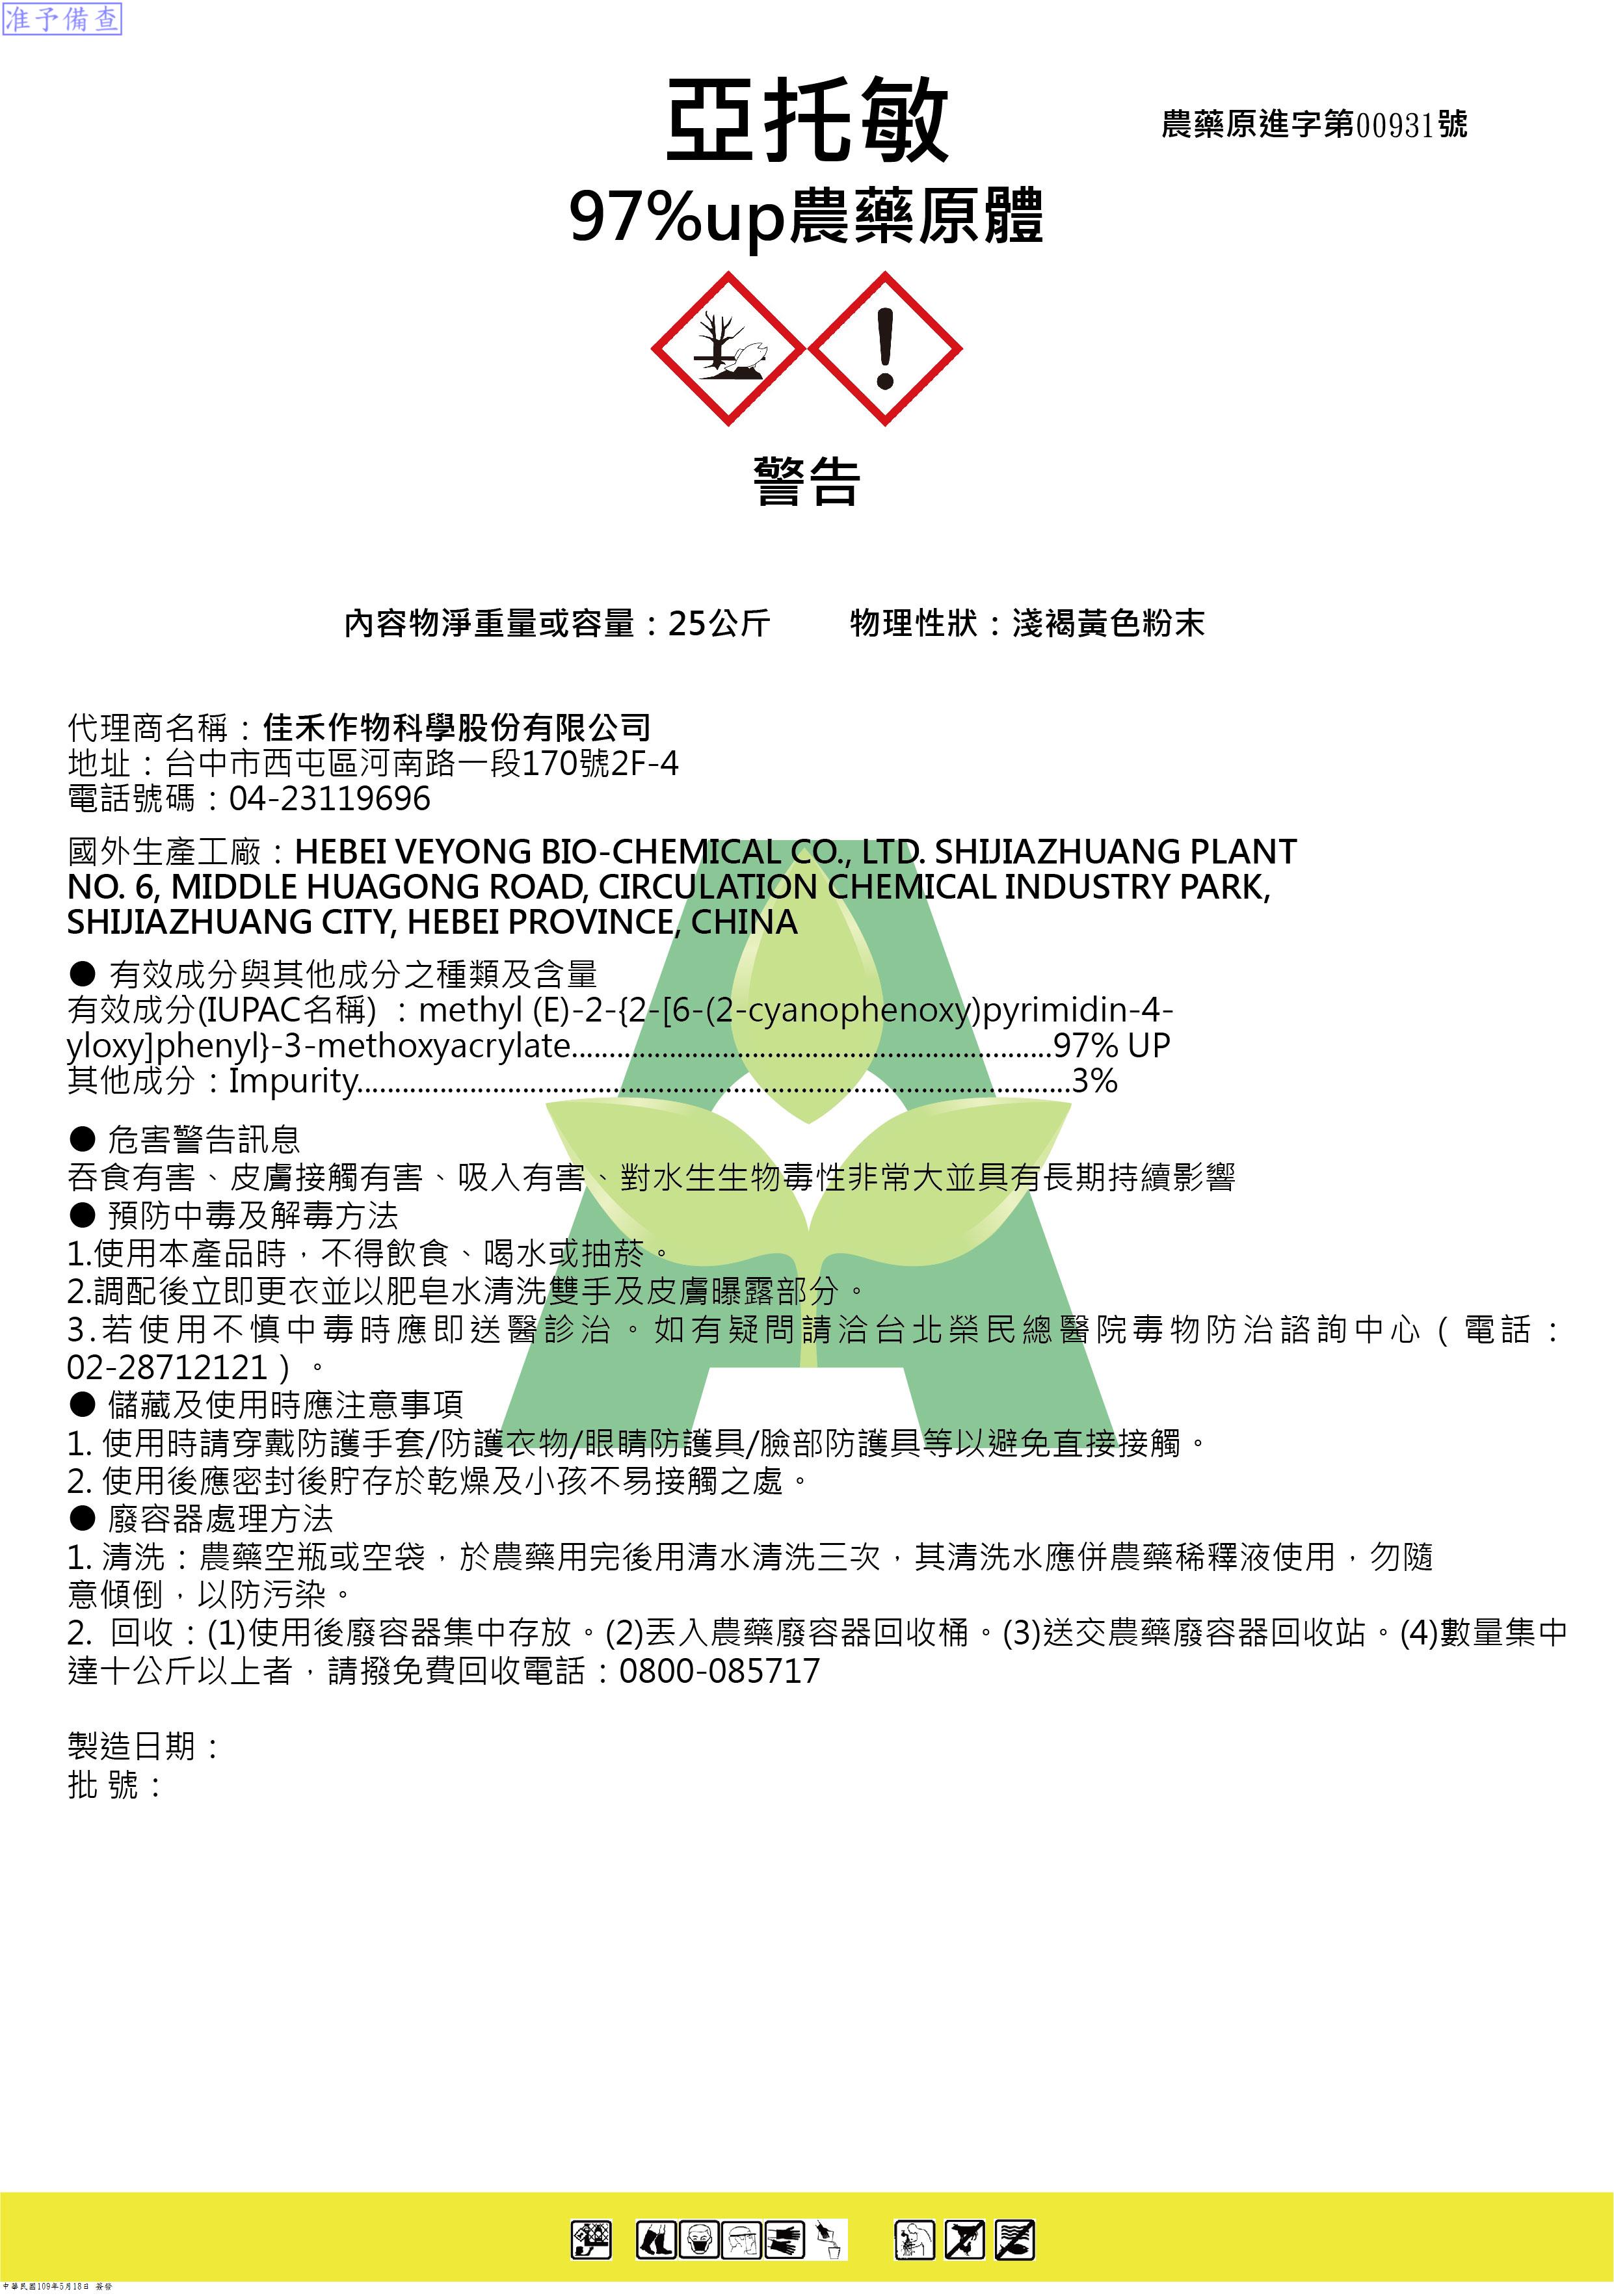 准予備查
亞托敏
農藥原進字第00931號
97%up農藥原體
警告
內容物淨重量或容量：25公斤　　物理性狀：淺褐黃色粉末
代理商名稱：佳禾作物科學股份有限公司
地址：台中市西屯區河南路一段170號2F-4
電話號碼：04-23119696
國外生產工廠：HEBEI VEYONG BIO-CHEMICAL CO., LTD. SHIJIAZHUANG PLANT
NO. 6, MIDDLE HUAGONG ROAD, CIRCULATION CHEMICAL INDUSTRY PARK,
SHIJIAZHUANG CITY, HEBEI PROVINCE, CHINA
● 有效成分與其他成分之種類及含量
有效成分(IUPAC名稱) ：methyl (E)-2-{2-[6-(2-cyanophenoxy)pyrimidin-4-
yloxy]phenyl}-3-methoxyacrylate................................................................97% UP
其他成分：Impurity...............................................................................................3%
● 危害警告訊息
吞食有害、皮膚接觸有害、吸入有害、對水生生物毒性非常大並具有長期持續影響
● 預防中毒及解毒方法
1.使用本產品時，不得飲食、喝水或抽菸。
2.調配後立即更衣並以肥皂水清洗雙手及皮膚曝露部分。
3.若使用不慎中毒時應即送醫診治。如有疑問請洽台北榮民總醫院毒物防治諮詢中心（電話：
02-28712121）。
● 儲藏及使用時應注意事項
1. 使用時請穿戴防護手套/防護衣物/眼睛防護具/臉部防護具等以避免直接接觸。
2. 使用後應密封後貯存於乾燥及小孩不易接觸之處。
● 廢容器處理方法
1. 清洗：農藥空瓶或空袋，於農藥用完後用清水清洗三次，其清洗水應併農藥稀釋液使用，勿隨
意傾倒，以防污染。
2. 回收：(1)使用後廢容器集中存放。(2)丟入農藥廢容器回收桶。(3)送交農藥廢容器回收站。(4)數量集中
達十公斤以上者，請撥免費回收電話：0800-085717
製造日期：
批 號：
中華民國109年5月18日 簽發